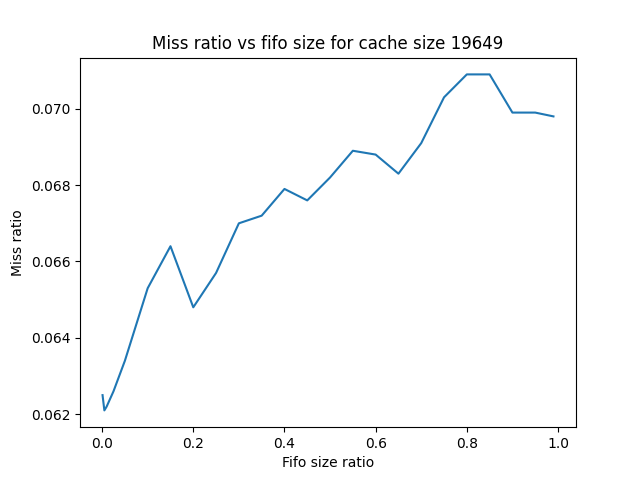 Miss ratio vs fifo size for cache size 19649
0.070
0.068
0.066
0.064
0.062
Miss ratio
0.0 0.2 0.4 0.6 0.8 1.0
Fifo size ratio